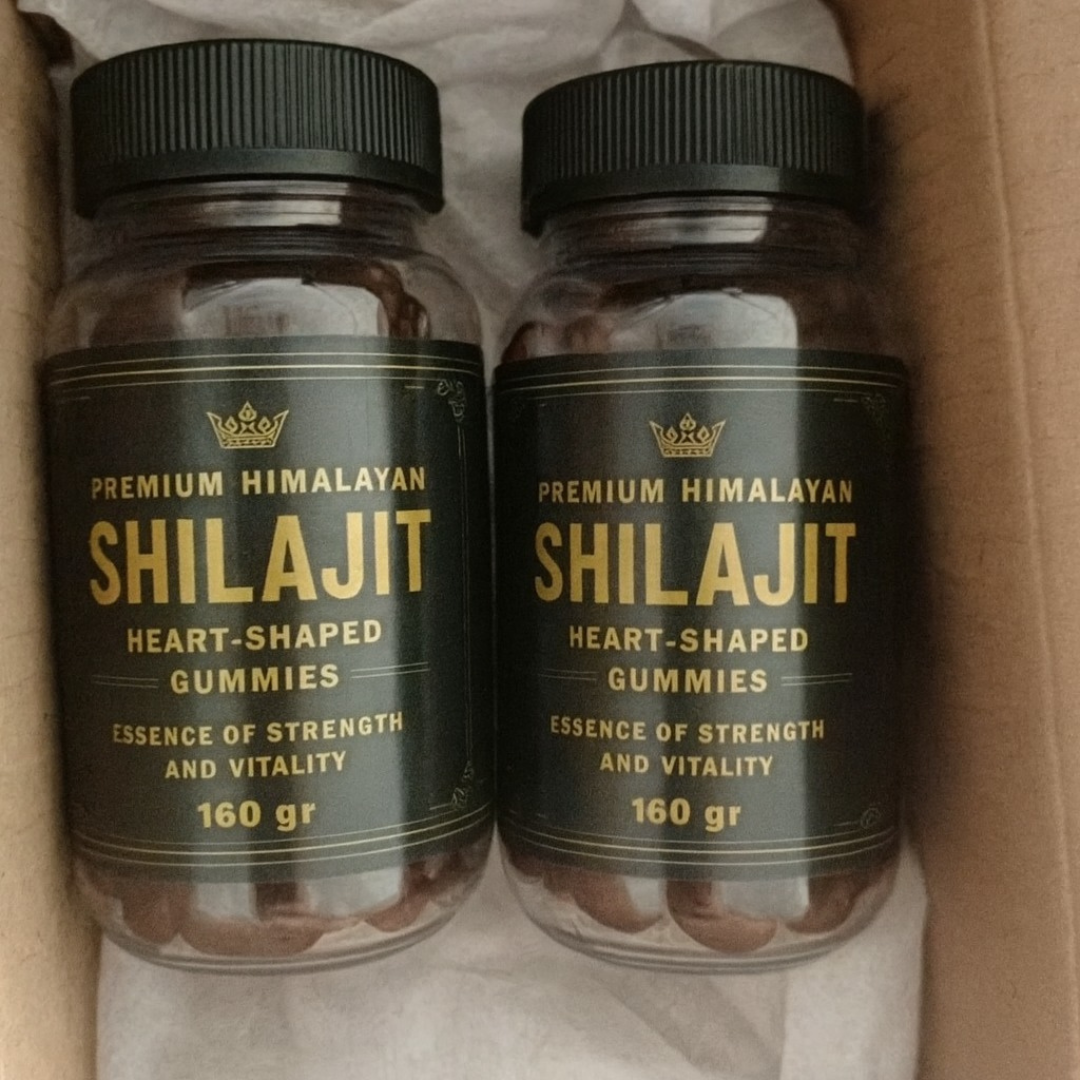 PREMIUM HIMALAYAN
SHILAJIT
HEART-SHAPED
GUMMIES
ESSENCE OF STRENGTH
AND VITALITY
160 gr
PREMIUM HIMALAYAN
SHILAJIT
HEART-SHAPED
GUMMIES
ESSENCE OF STRENGTH
AND VITALITY
160 gr